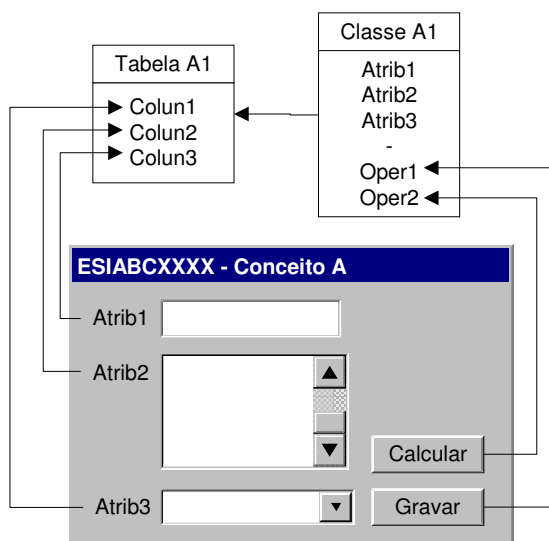 Classe A1
Atrib1
Atrib2
Atrib3
-
Oper1
Oper2
Tabela A1
Colun1
Colun2
Colun3
ESIABCXXXX - Conceito A
Atrib1
Atrib2
Calcular
Atrib3
Gravar